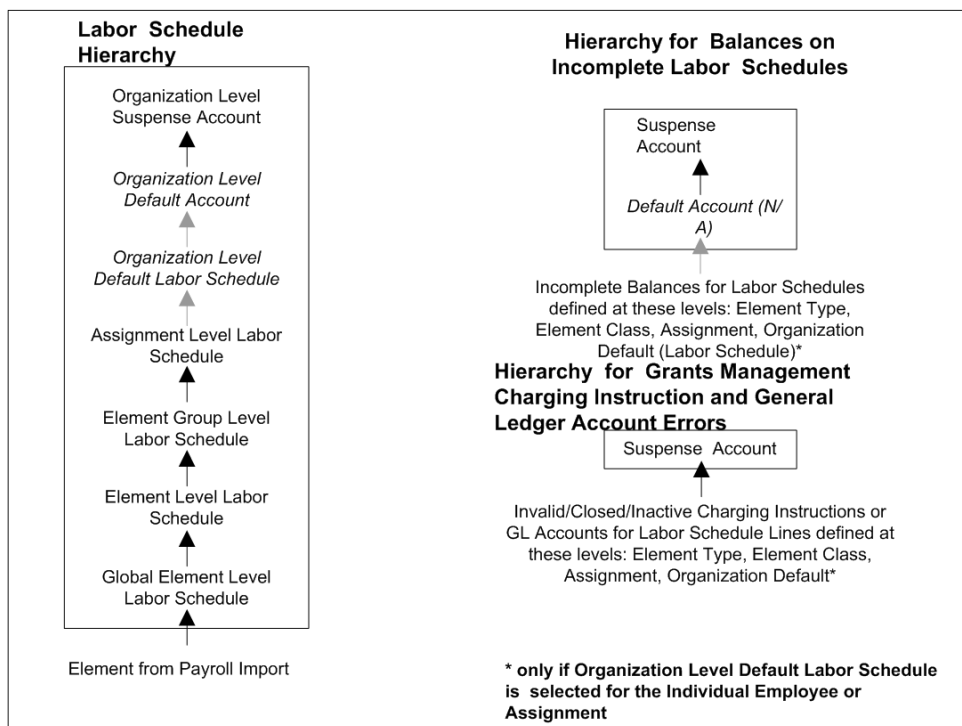 Labor Schedule
Hierarchy
Organization Level
Suspense Account
Organization Level
Default Account
Organization Level
Default Labor Schedule
Assignment Level Labor
Schedule
Element Group Level
Labor Schedule
Element Level Labor
Schedule
Global Element Level
Labor Schedule
Element from Payroll Import
Hierarchy for Balances on
Incomplete Labor Schedules
Suspense
Account
Default Account (N/
A)
Incomplete Balances for Labor Schedules
defined at these levels: Element Type,
Element Class, Assignment, Organization
Default (Labor Schedule)*
Hierarchy for Grants Management
Charging Instruction and General
Ledger Account Errors
Suspense Account
Invalid/Closed/Inactive Charging Instructions or
GL Accounts for Labor Schedule Lines defined at
these levels: Element Type, Element Class,
Assignment, Organization Default*
* only if Organization Level Default Labor Schedule
is selected for the Individual Employee or
Assignment